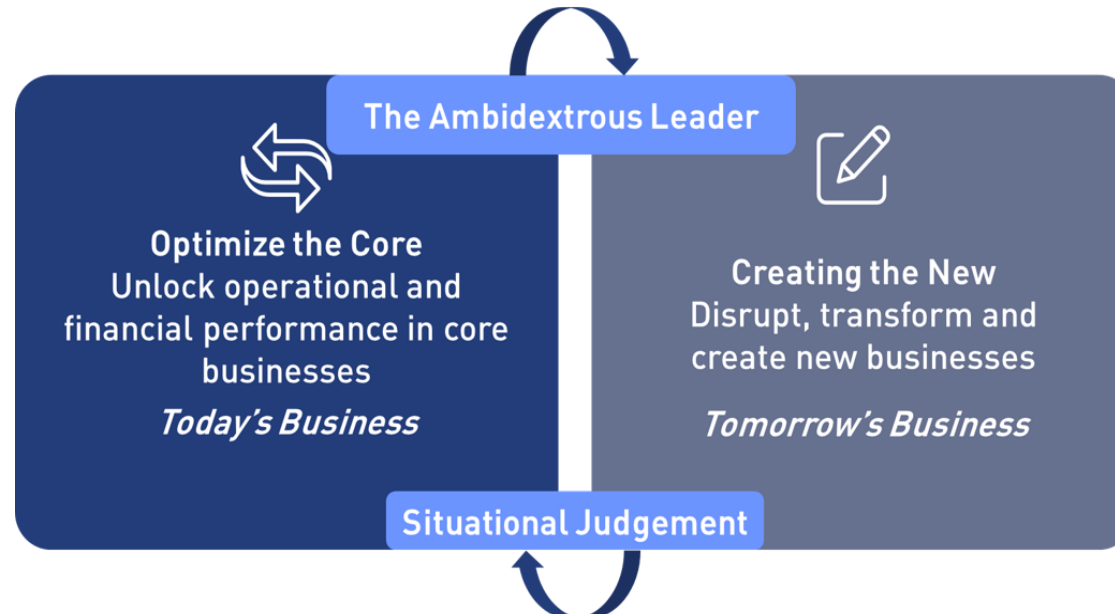 The Ambidextrous Leader
Optimize the Core
Unlock operational and
financial performance in core
businesses
Today's Business
Creating the New
Disrupt, transform and
create new businesses
Tomorrow's Business
Situational Judgement